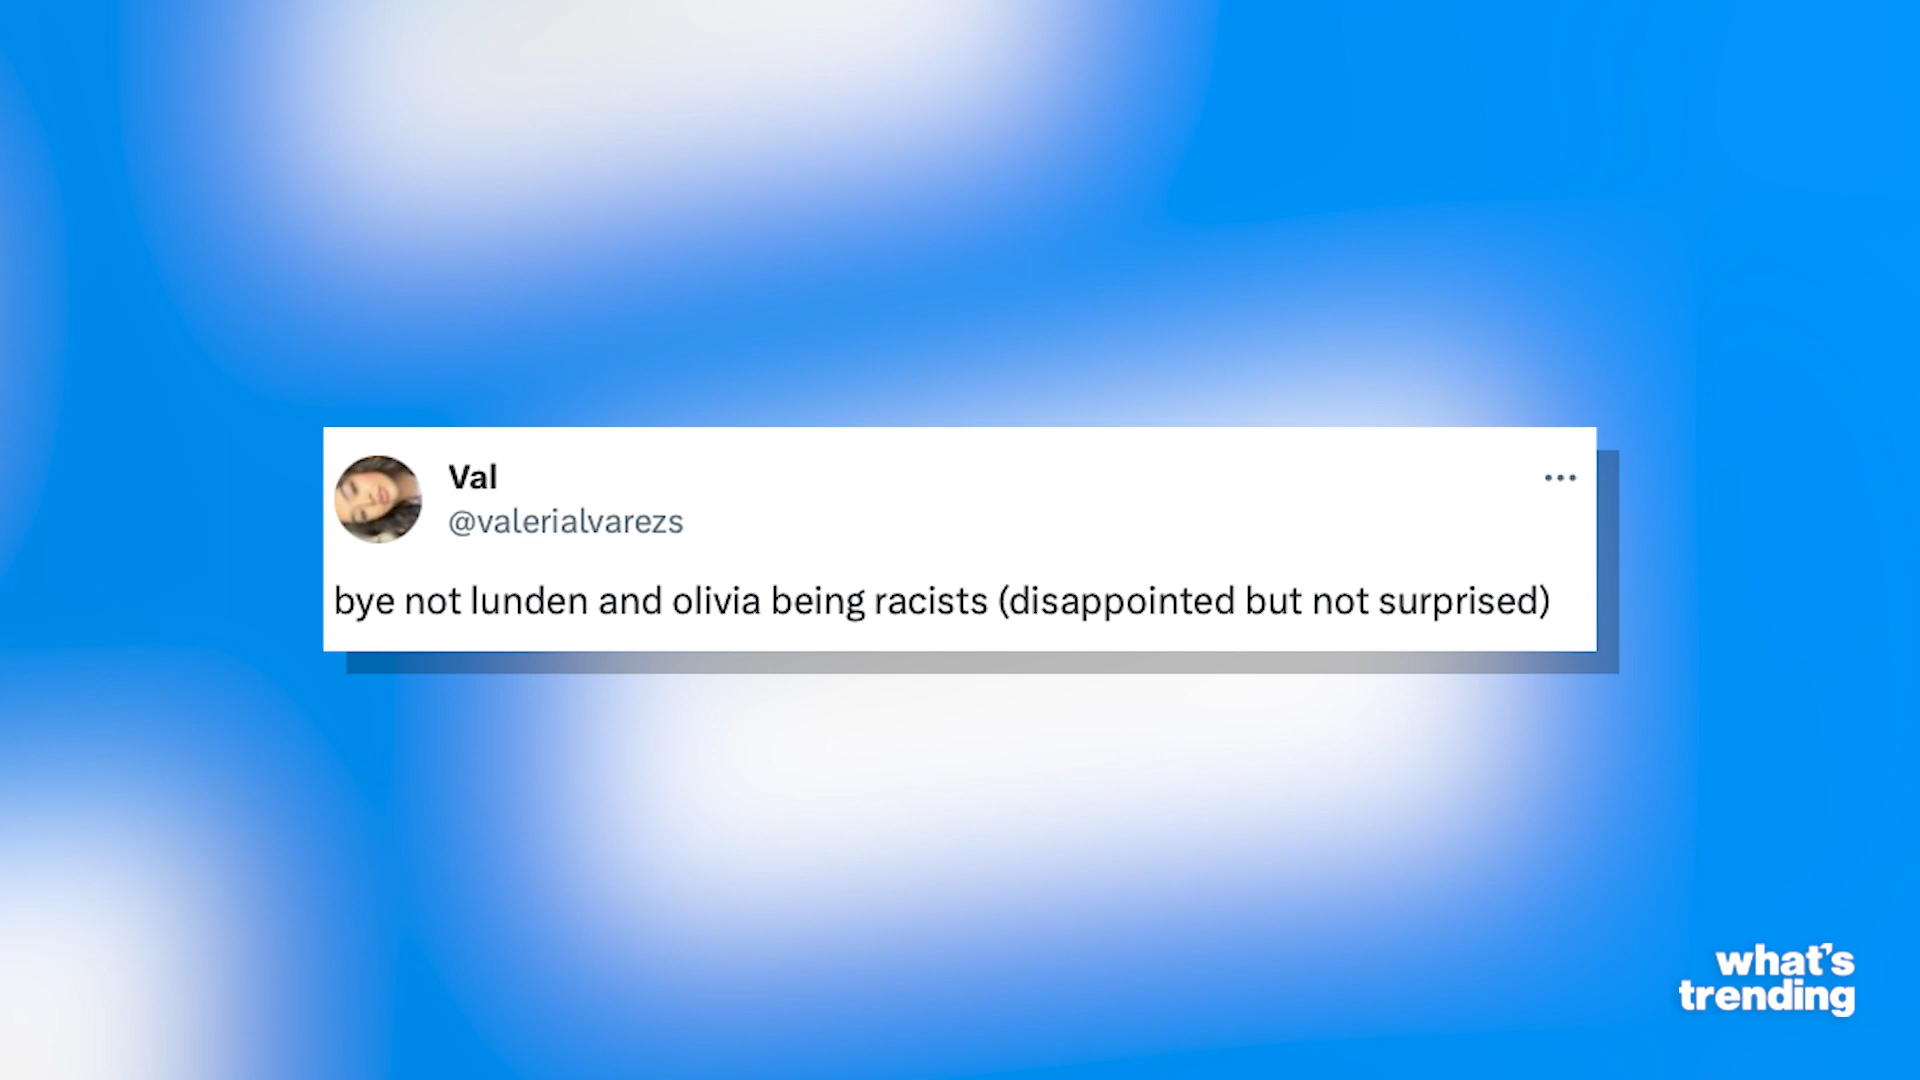 Val
@valerialvarezs
bye not lunden and olivia being racists (disappointed but not surprised)
what's
trending